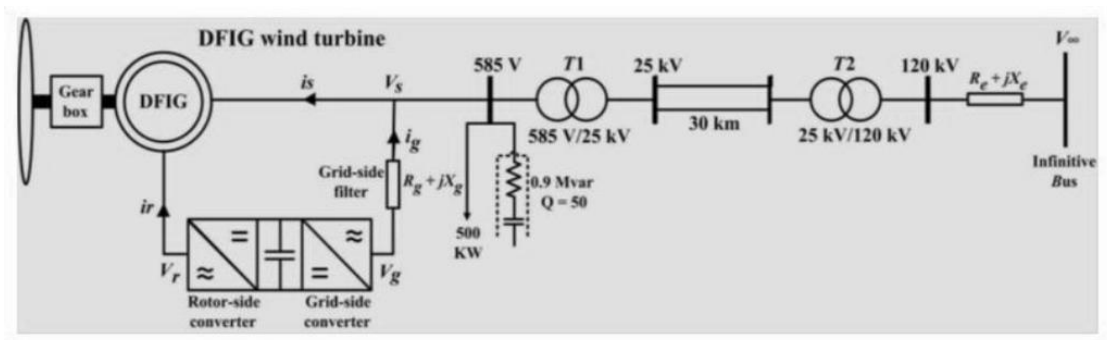 DFIG wind turbine
V∞
Gear
box
DFIG
is
Vs
585 V
T1
25 kV
T2
120 kV
Re+jXe
585 V/25 kV
30 km
25 kV/120 kV
Infinitive
Bus
ig
Grid-side
filter
Rg+jXg
0.9 Mvar
Q = 50
500
KW
ir
Vr
Vg
Rotor-side
converter
Grid-side
converter